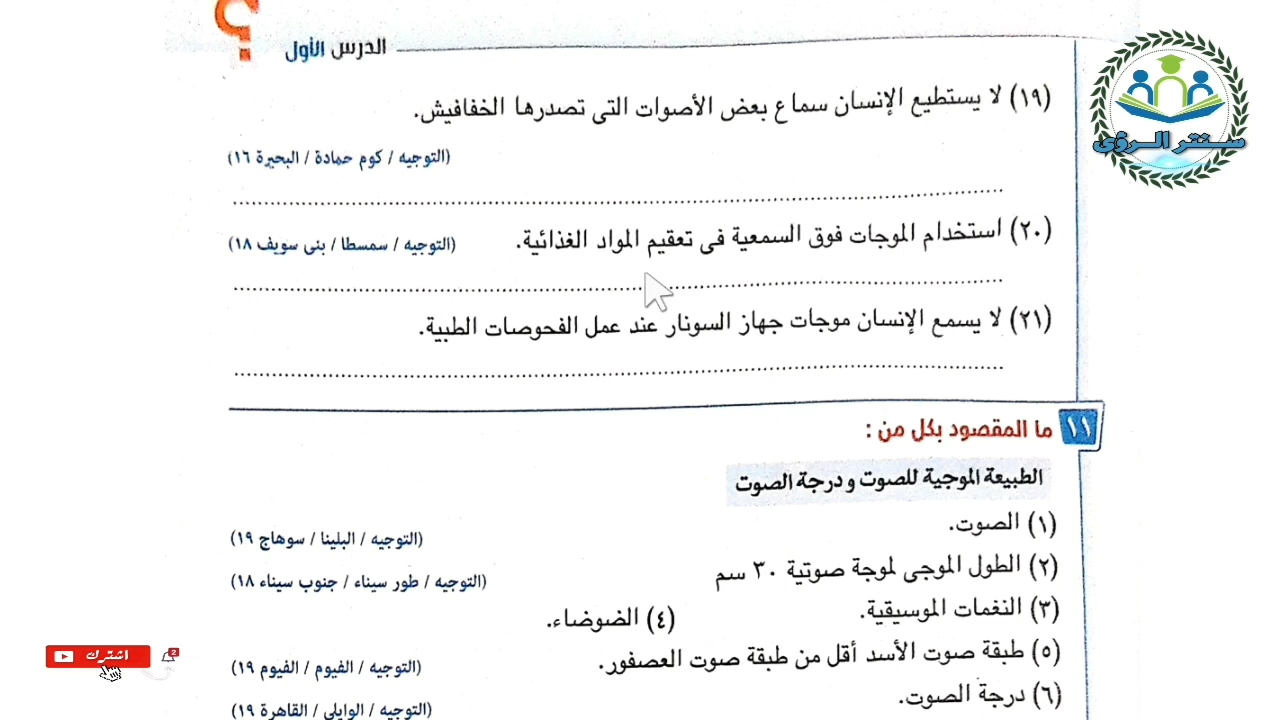 الدرس الأول
سنتر الرؤى
(١٩) لا يستطيع الإنسان سماع بعض الأصوات التى تصدرها الخفافيش.
(التوجيه / كوم حمادة / البحيرة ١٦)
(٢٠) استخدام الموجات فوق السمعية فى تعقيم المواد الغذائية. (التوجيه / سمسطا / بنى سويف ١٨)
(٢١) لا يسمع الإنسان موجات جهاز السونار عند عمل الفحوصات الطبية.
١١ ما المقصود بكل من :
الطبيعة الموجية للصوت و درجة الصوت
(١) الصوت. (التوجيه / البلينا / سوهاج ١٩)
(٢) الطول الموجى لموجة صوتية ٣٠ سم (التوجيه / طور سيناء / جنوب سيناء ١٨)
(٣) النغمات الموسيقية. (٤) الضوضاء.
(٥) طبقة صوت الأسد أقل من طبقة صوت العصفور. (التوجيه / الفيوم / الفيوم ١٩)
(٦) درجة الصوت. (التوجيه / الوايلى / القاهرة ١٩)
اشترك
2